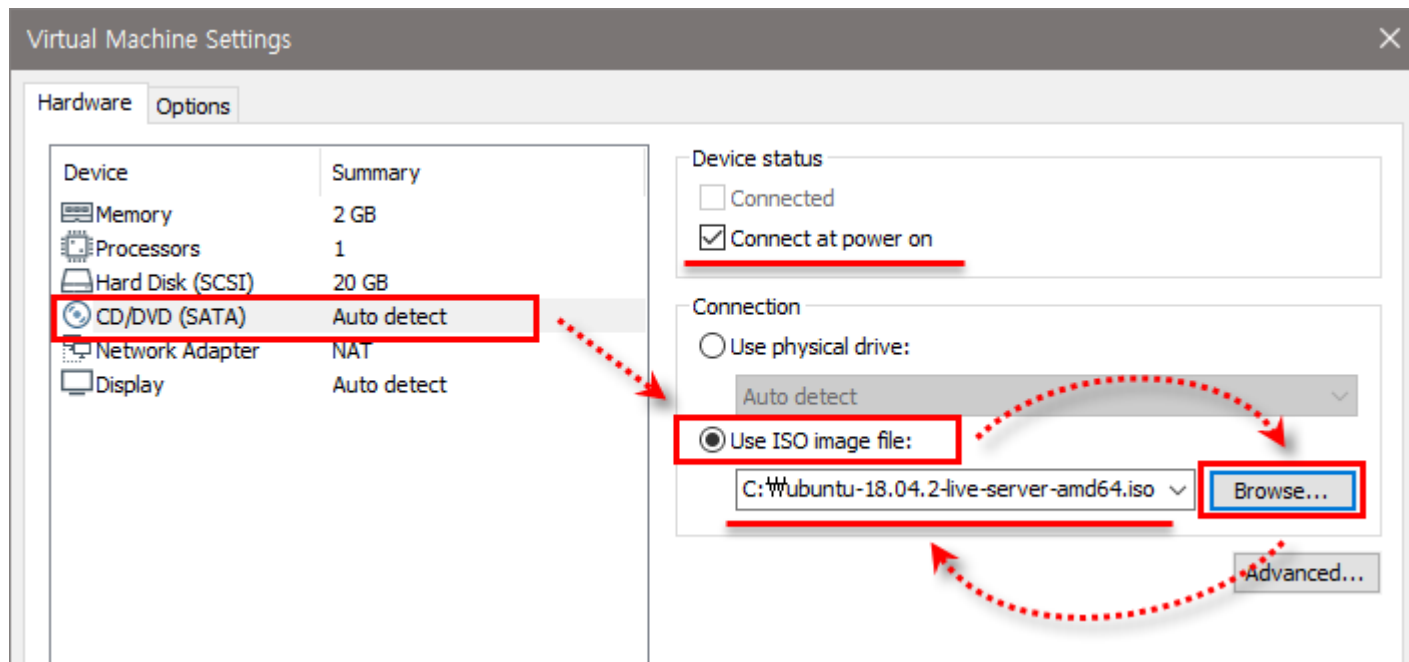 Virtual Machine Settings
Hardware Options
Device Summary
Memory 2 GB
Processors 1
Hard Disk (SCSI) 20 GB
CD/DVD (SATA) Auto detect
Network Adapter NAT
Display Auto detect
Device status
Connected
Connect at power on
Connection
Use physical drive:
Auto detect
Use ISO image file:
C:₩ubuntu-18.04.2-live-server-amd64.iso Browse...
Advanced...